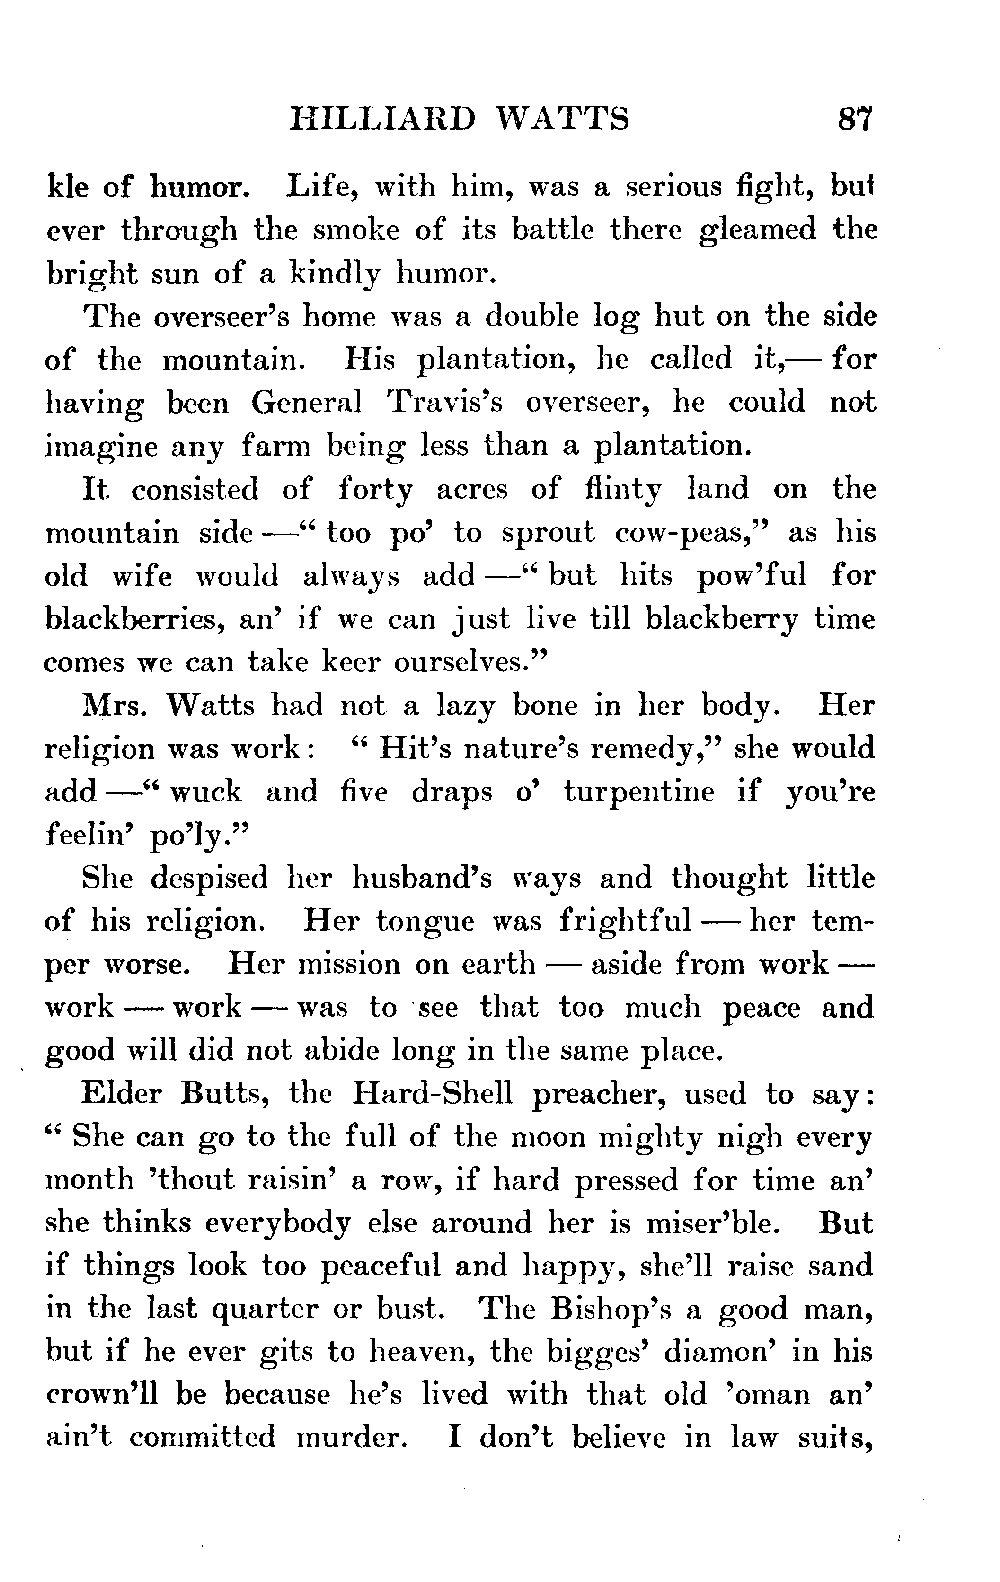 HILLIARD WATTS 87
kle of humor. Life, with him, was a serious fight, but
ever through the smoke of its battle there gleamed the
bright sun of a kindly humor.
The overseer's home was a double log hut on the side
of the mountain. His plantation, he called it,— for
having been General Travis's overseer, he could not
imagine any farm being less than a plantation.
It consisted of forty acres of flinty land on the
mountain side —" too po' to sprout cow-peas," as his
old wife would always add —" but hits pow'ful for
blackberries, an' if we can just live till blackberry time
comes we can take keer ourselves."
Mrs. Watts had not a lazy bone in her body. Her
religion was work: " Hit's nature's remedy," she would
add —" wuck and five draps o' turpentine if you're
feelin' po'ly."
She despised her husband's ways and thought little
of his religion. Her tongue was frightful — her tem-
per worse. Her mission on earth — aside from work —
work — work — was to see that too much peace and
good will did not abide long in the same place.
Elder Butts, the Hard-Shell preacher, used to say:
" She can go to the full of the moon mighty nigh every
month 'thout raisin' a row, if hard pressed for time an'
she thinks everybody else around her is miser'ble. But
if things look too peaceful and happy, she'll raise sand
in the last quarter or bust. The Bishop's a good man,
but if he ever gits to heaven, the bigges' diamon' in his
crown'll be because he's lived with that old 'oman an'
ain't committed murder. I don't believe in law suits,